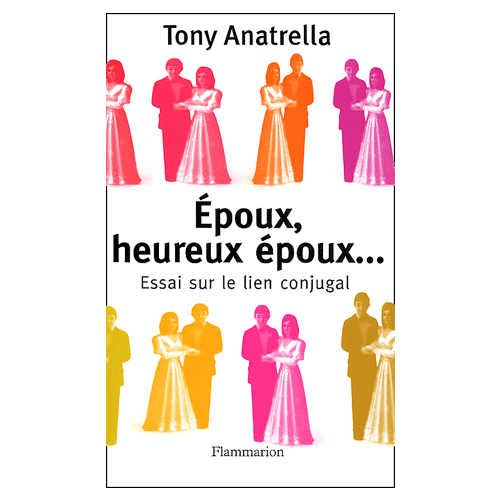 Tony Anatrella
Époux,
heureux époux...
Essai sur le lien conjugal
Flammarion